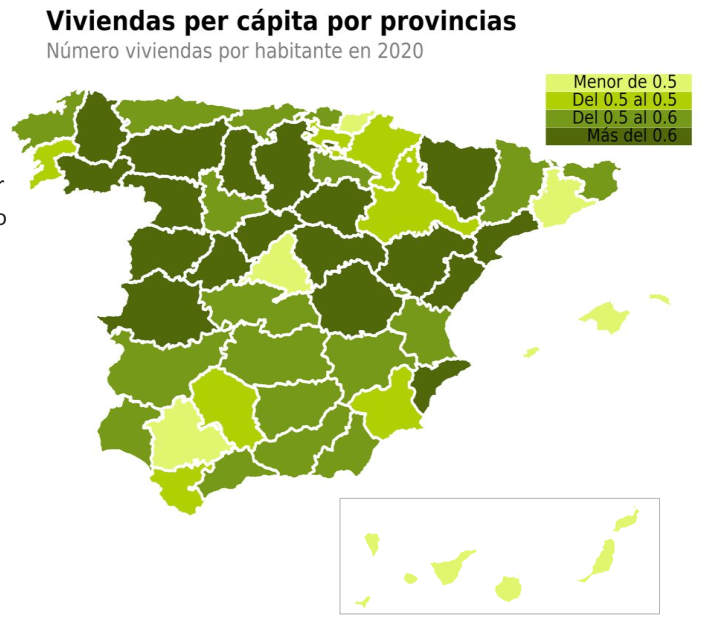 Viviendas per cápita por provincias
Número viviendas por habitante en 2020
Menor de 0.5
Del 0.5 al 0.5
Del 0.5 al 0.6
Más del 0.6
r
o